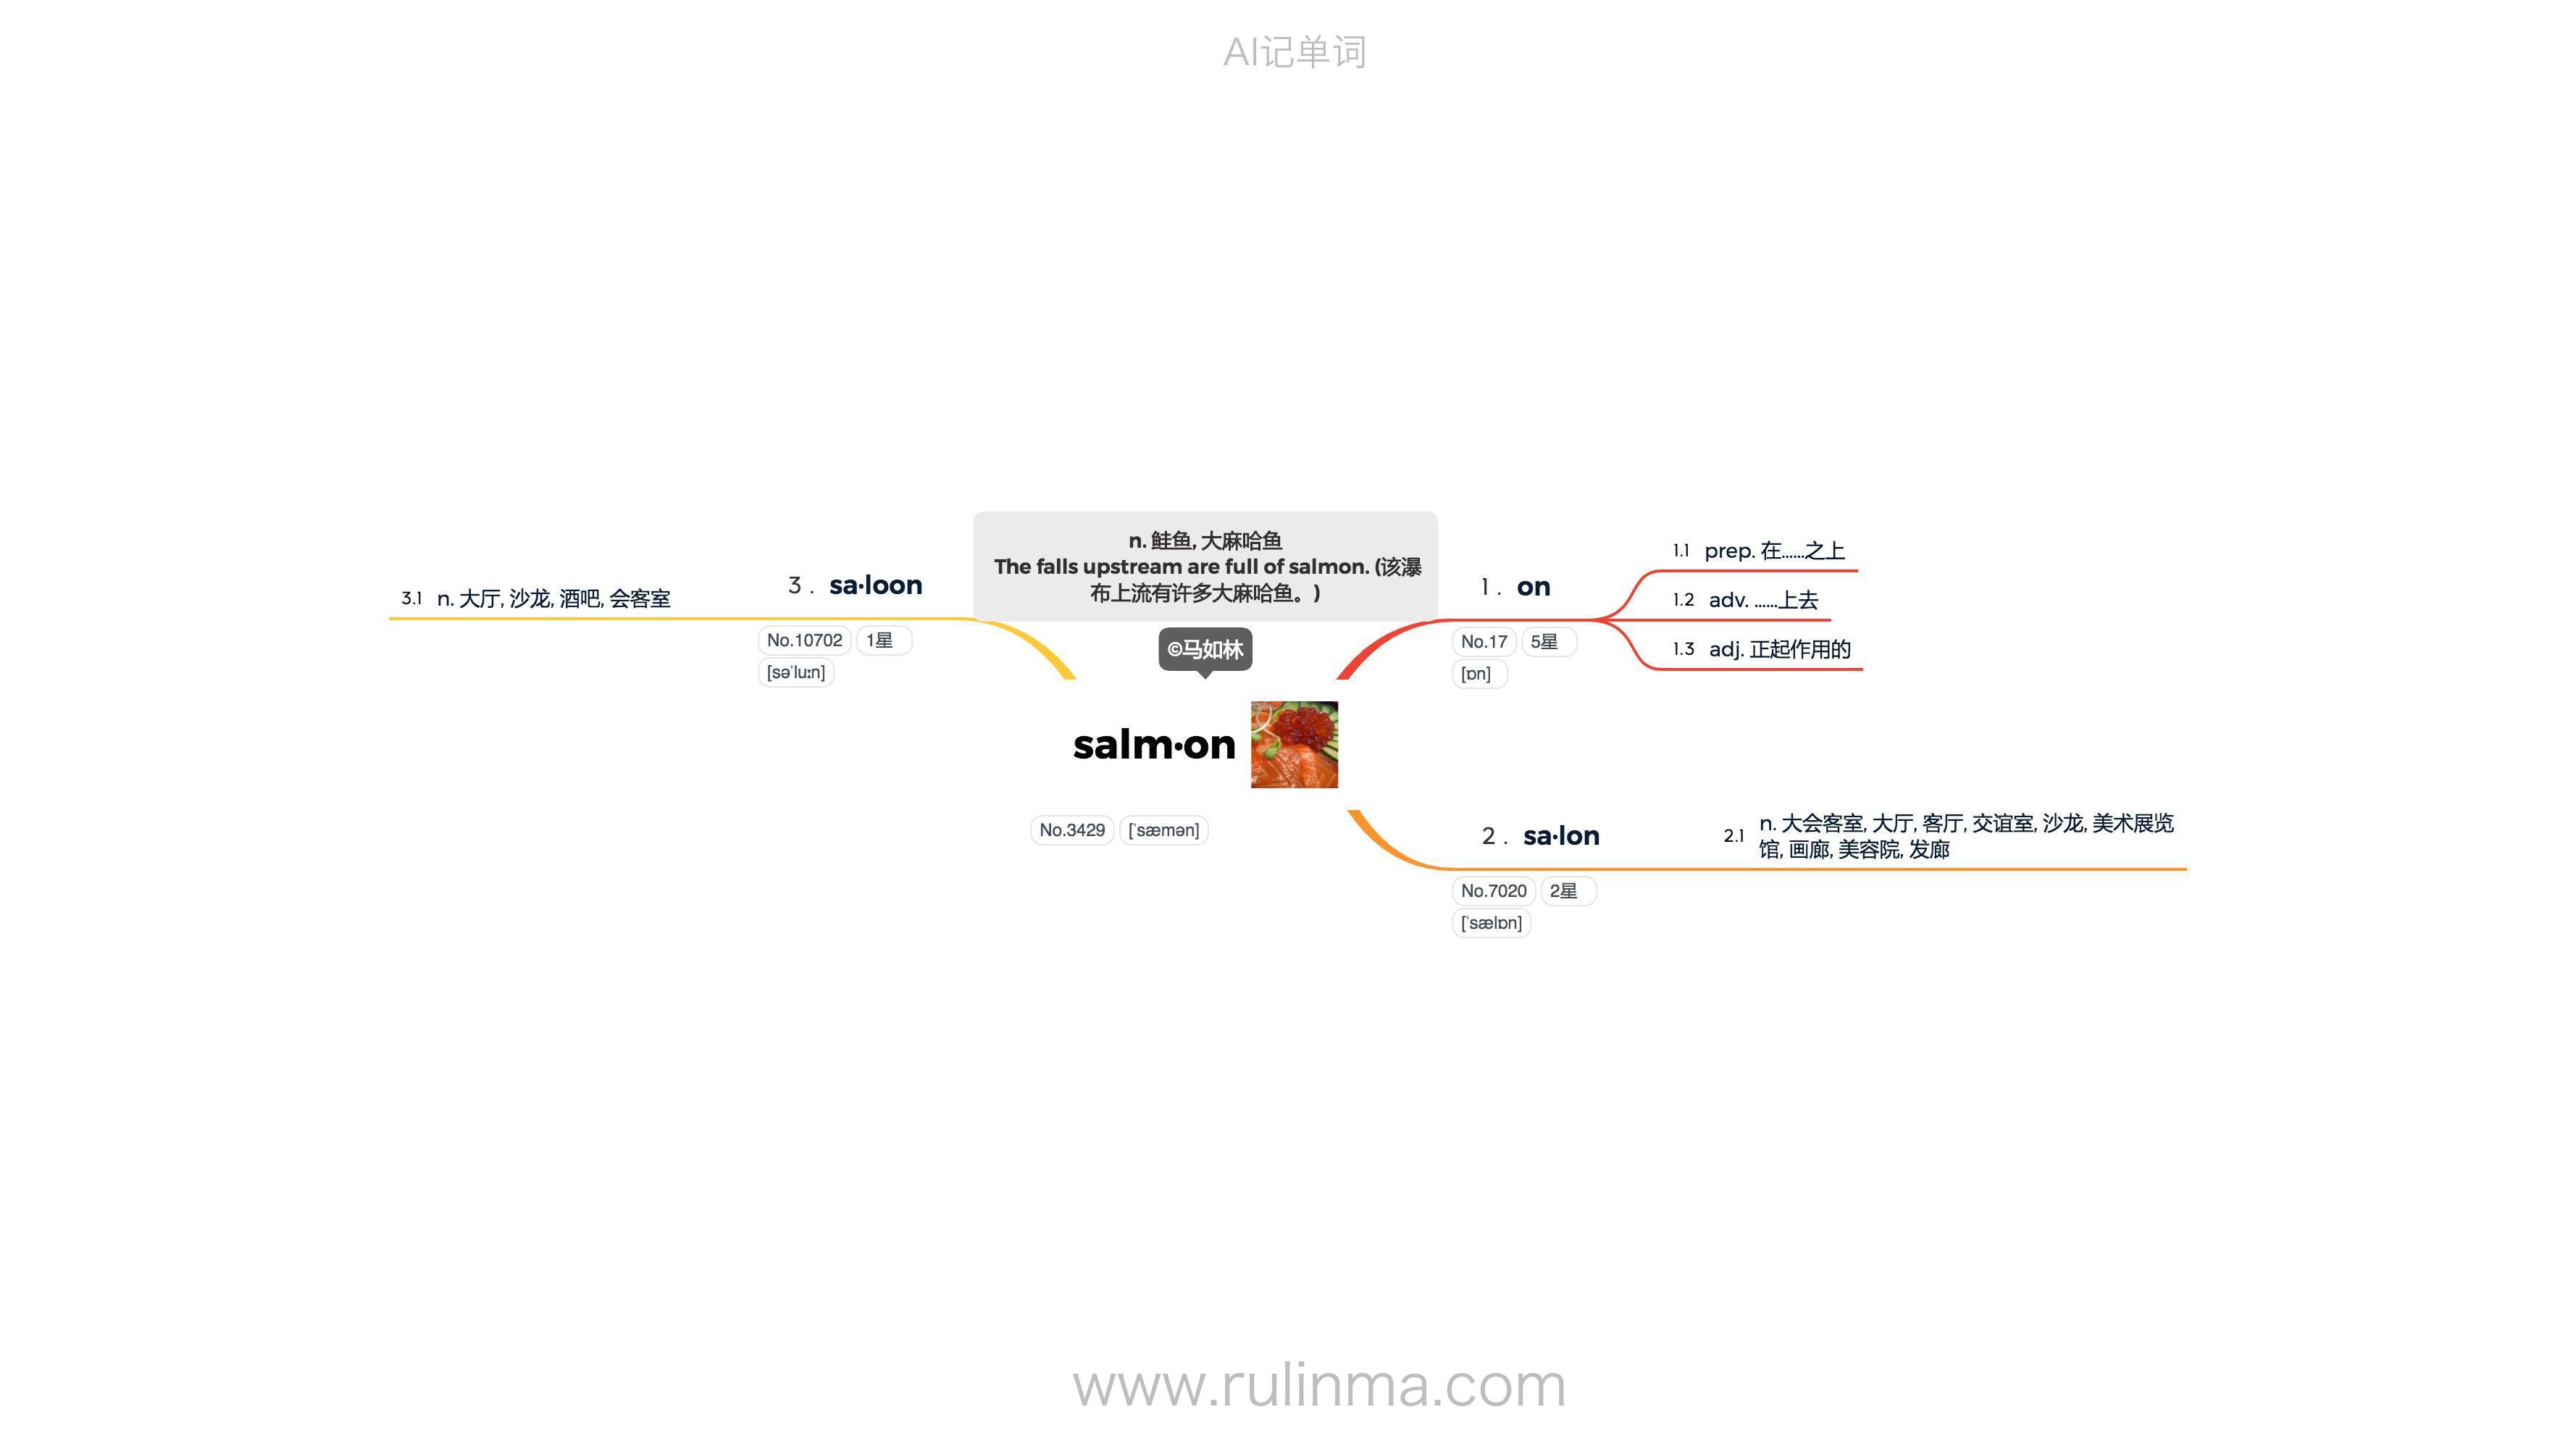 AI记单词
n. 鲑鱼, 大麻哈鱼
The falls upstream are full of salmon. (该瀑
布上流有许多大麻哈鱼。)
©马如林
salm·on
No.3429 [ˈsæmən]
1 . on
No.17 5星
[ɒn]
1.1 prep. 在……之上
1.2 adv. ……上去
1.3 adj. 正起作用的
2 . sa·lon
No.7020 2星
[ˈsælɒn]
2.1 n. 大会客室, 大厅, 客厅, 交谊室, 沙龙, 美术展览
馆, 画廊, 美容院, 发廊
3 . sa·loon
No.10702 1星
[səˈluːn]
3.1 n. 大厅, 沙龙, 酒吧, 会客室
www.rulinma.com